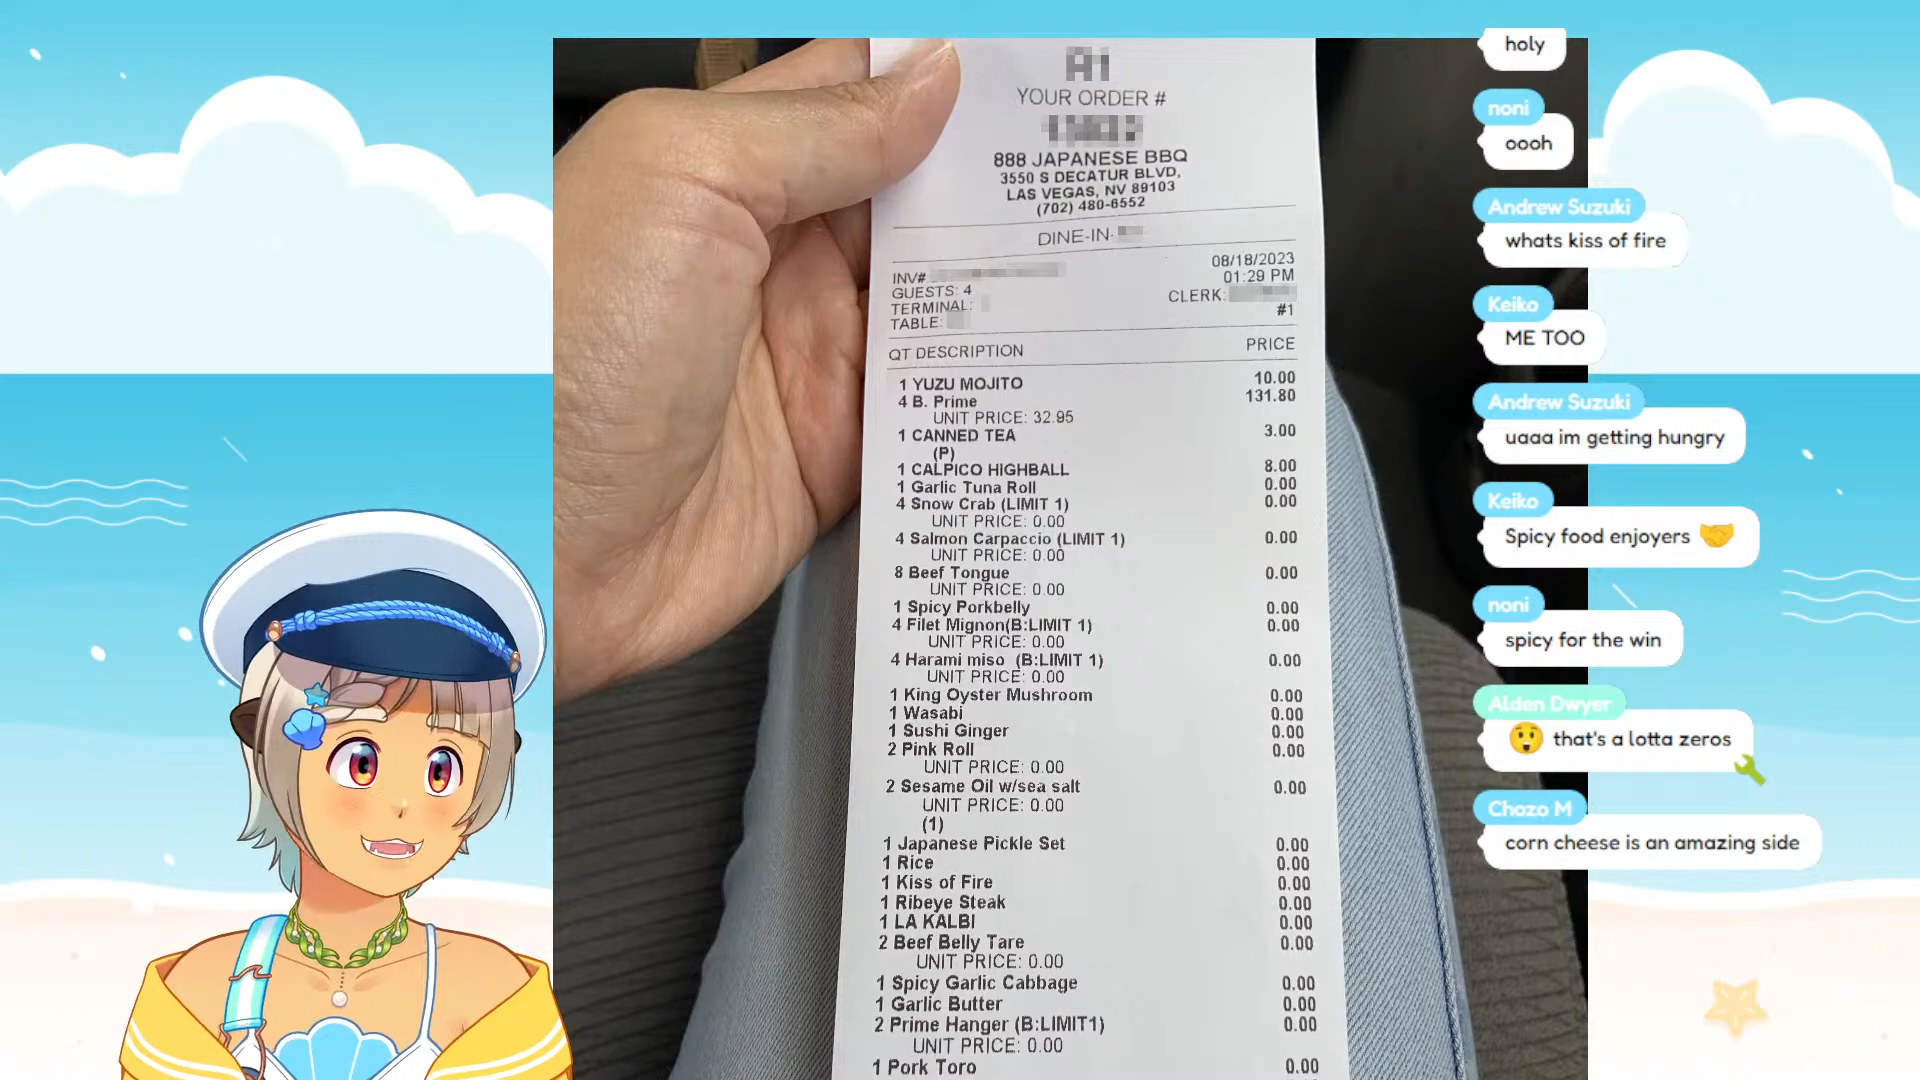 YOUR ORDER #
888 JAPANESE BBQ
3550 S DECATUR BLVD,
LAS VEGAS, NV 89103
(702) 480-6552
DINE-IN-
INV#
08/18/2023
GUESTS: 4
01:29 PM
TERMINAL:
CLERK:
TABLE:
#1
QT DESCRIPTION PRICE
1 YUZU MOJITO 10.00
4 B. Prime 131.80
UNIT PRICE: 32.95
1 CANNED TEA 3.00
(P)
1 CALPICO HIGHBALL 8.00
1 Garlic Tuna Roll 0.00
4 Snow Crab (LIMIT 1) 0.00
UNIT PRICE: 0.00
4 Salmon Carpaccio (LIMIT 1) 0.00
UNIT PRICE: 0.00
8 Beef Tongue 0.00
UNIT PRICE: 0.00
1 Spicy Porkbelly 0.00
4 Filet Mignon(B:LIMIT 1) 0.00
UNIT PRICE: 0.00
4 Harami miso (B:LIMIT 1) 0.00
UNIT PRICE: 0.00
1 King Oyster Mushroom 0.00
1 Wasabi 0.00
1 Sushi Ginger 0.00
2 Pink Roll 0.00
UNIT PRICE: 0.00
2 Sesame Oil w/sea salt 0.00
UNIT PRICE: 0.00
(1)
1 Japanese Pickle Set 0.00
1 Rice 0.00
1 Kiss of Fire 0.00
1 Ribeye Steak 0.00
1 LA KALBI 0.00
2 Beef Belly Tare 0.00
UNIT PRICE: 0.00
1 Spicy Garlic Cabbage 0.00
1 Garlic Butter 0.00
2 Prime Hanger (B:LIMIT1) 0.00
UNIT PRICE: 0.00
1 Pork Toro 0.00
holy
noni
oooh
Andrew Suzuki
whats kiss of fire
Keiko
ME TOO
Andrew Suzuki
uaaa im getting hungry
Keiko
Spicy food enjoyers 🤝
noni
spicy for the win
Alden Dwyer
😲 that's a lotta zeros
Chozo M
corn cheese is an amazing side